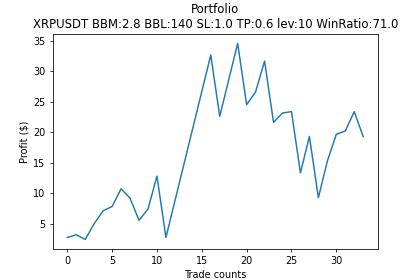 Portfolio
XRPUSDT BBM:2.8 BBL:140 SL:1.0 TP:0.6 lev:10 WinRatio:71.0
35
30
25
20
15
10
5
Profit ($)
0 5 10 15 20 25 30
Trade counts